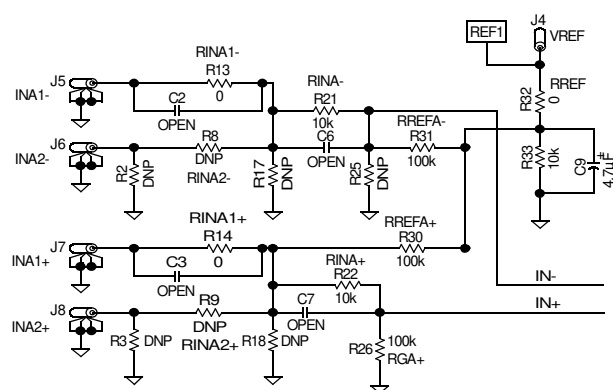 J4
REF1
VREF
RINA1-
J5
R13
0
RINA-
R32
RREF
0
INA1-
C2
OPEN
R21
10k
RREFA-
J6
R8
C6
R31
INA2-
DNP
OPEN
100k
R2
DNP
RINA2-
R17
DNP
R25
DNP
R33
10k
C9
+
4.7µF
RINA1+
RREFA+
J7
R14
R30
INA1+
0
100k
C3
OPEN
RINA+
R22
10k
IN-
J8
R9
C7
IN+
INA2+
DNP
OPEN
R3
DNP
RINA2+
R18
DNP
100k
R26
RGA+